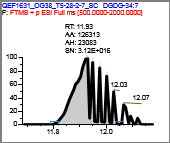 QEF1631_OG38_T5-28-2-7_SC DGDG-34:7
F: FTMS + p ESI Full ms [500.0000-2000.0000]
RT: 11.93
AA: 126313
AH: 23083
SN: 3.12E+016
100
80
60
40
20
0
12.03
12.07
11.8
12.0